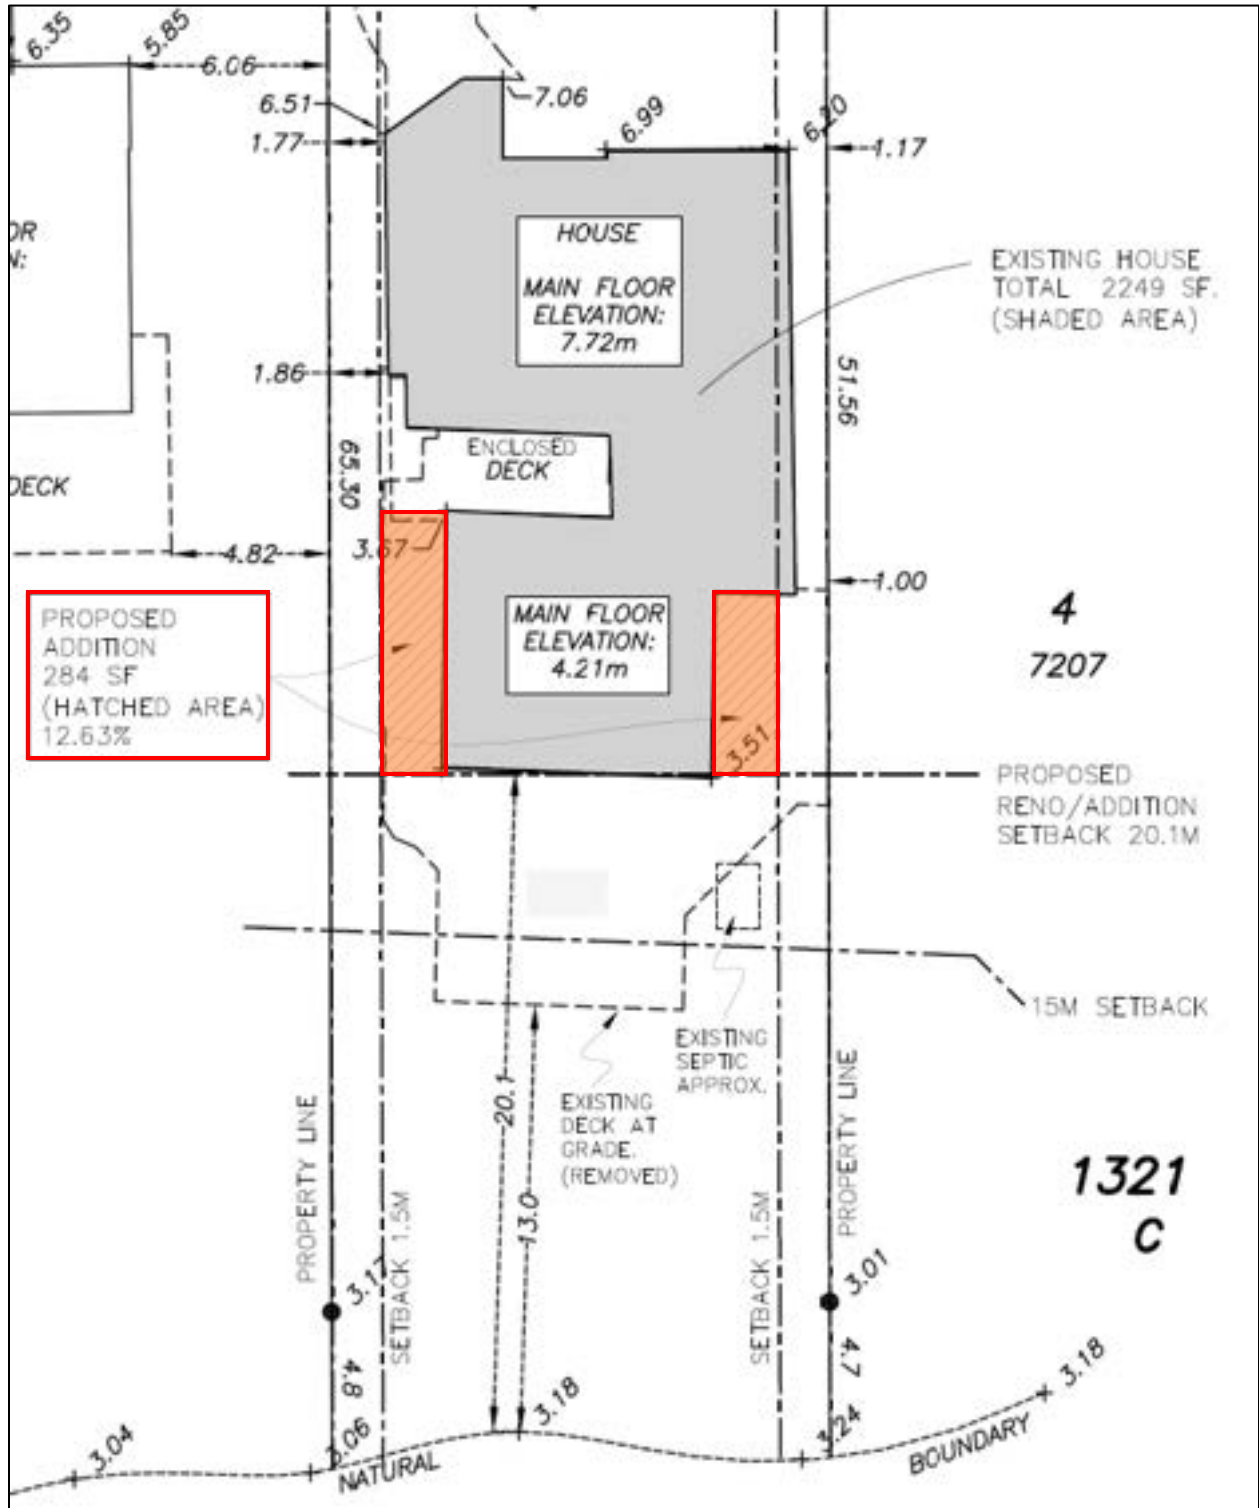 6.35
5.85
6.06
6.51
7.06
6.99
6.20
1.77
1.17
HOUSE
MAIN FLOOR
ELEVATION:
7.72m
EXISTING HOUSE
TOTAL 2249 SF.
(SHADED AREA)
OR
N:
1.86
51.56
65.30
ENCLOSED
DECK
DECK
4.82
3.67
1.00
PROPOSED
ADDITION
284 SF
(HATCHED AREA)
12.63%
MAIN FLOOR
ELEVATION:
4.21m
4
7207
3.51
PROPOSED
RENO/ADDITION
SETBACK 20.1M
15M SETBACK
EXISTING
SEPTIC
APPROX.
EXISTING
DECK AT
GRADE.
(REMOVED)
20.1
13.0
PROPERTY LINE
SETBACK 1.5M
SETBACK 1.5M
PROPERTY LINE
1321
C
3.17
3.01
4.8
4.7
3.18
3.18
3.04
3.06
3.24
NATURAL
BOUNDARY